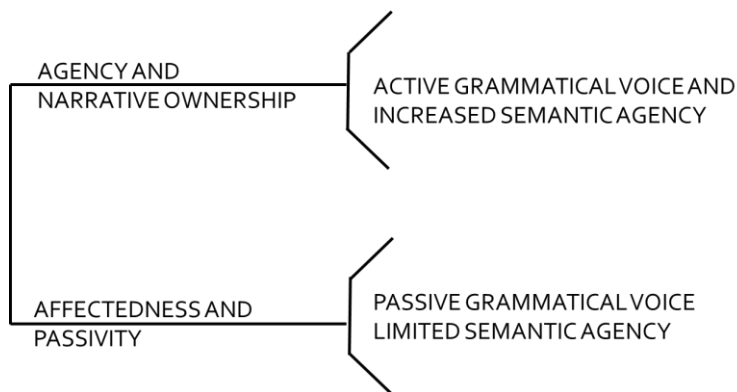 AGENCY AND
NARRATIVE OWNERSHIP
ACTIVE GRAMMATICAL VOICE AND
INCREASED SEMANTIC AGENCY
AFFECTEDNESS AND
PASSIVITY
PASSIVE GRAMMATICAL VOICE
LIMITED SEMANTIC AGENCY